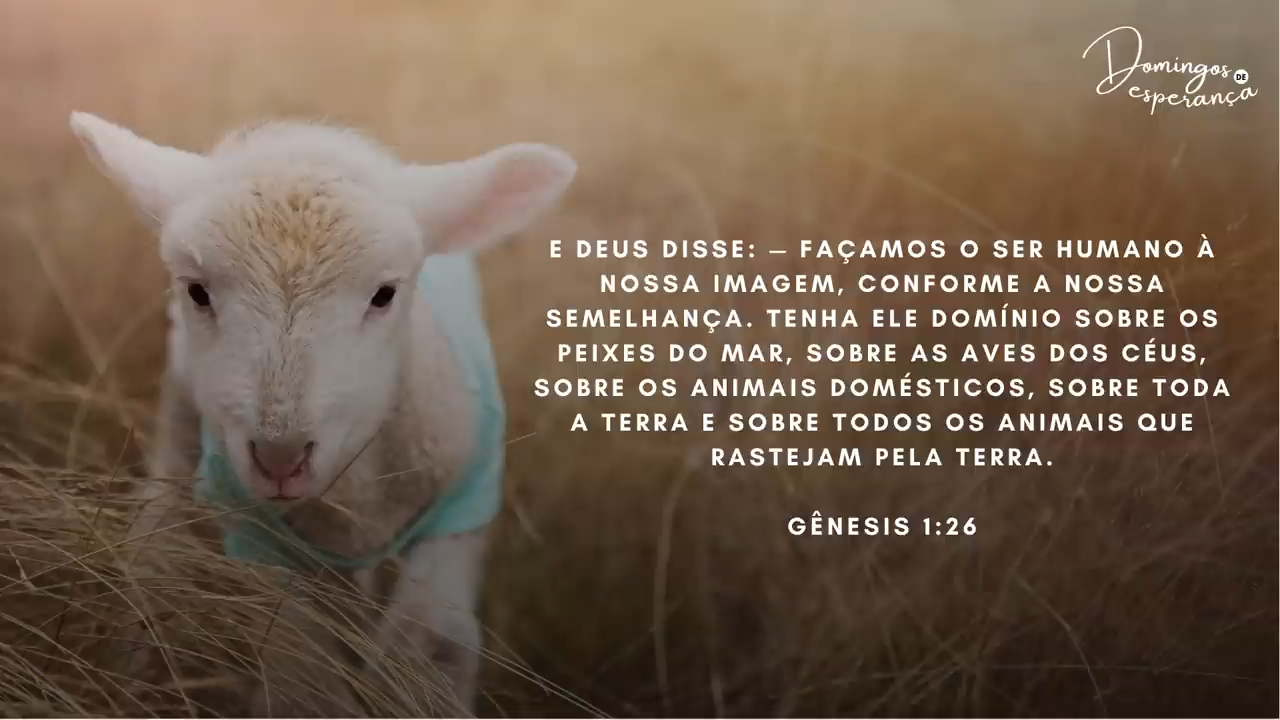 Domingos
DE
esperança
E DEUS DISSE: — FAÇAMOS O SER HUMANO À
NOSSA IMAGEM, CONFORME A NOSSA
SEMELHANÇA. TENHA ELE DOMÍNIO SOBRE OS
PEIXES DO MAR, SOBRE AS AVES DOS CÉUS,
SOBRE OS ANIMAIS DOMÉSTICOS, SOBRE TODA
A TERRA E SOBRE TODOS OS ANIMAIS QUE
RASTEJAM PELA TERRA.
GÊNESIS 1:26